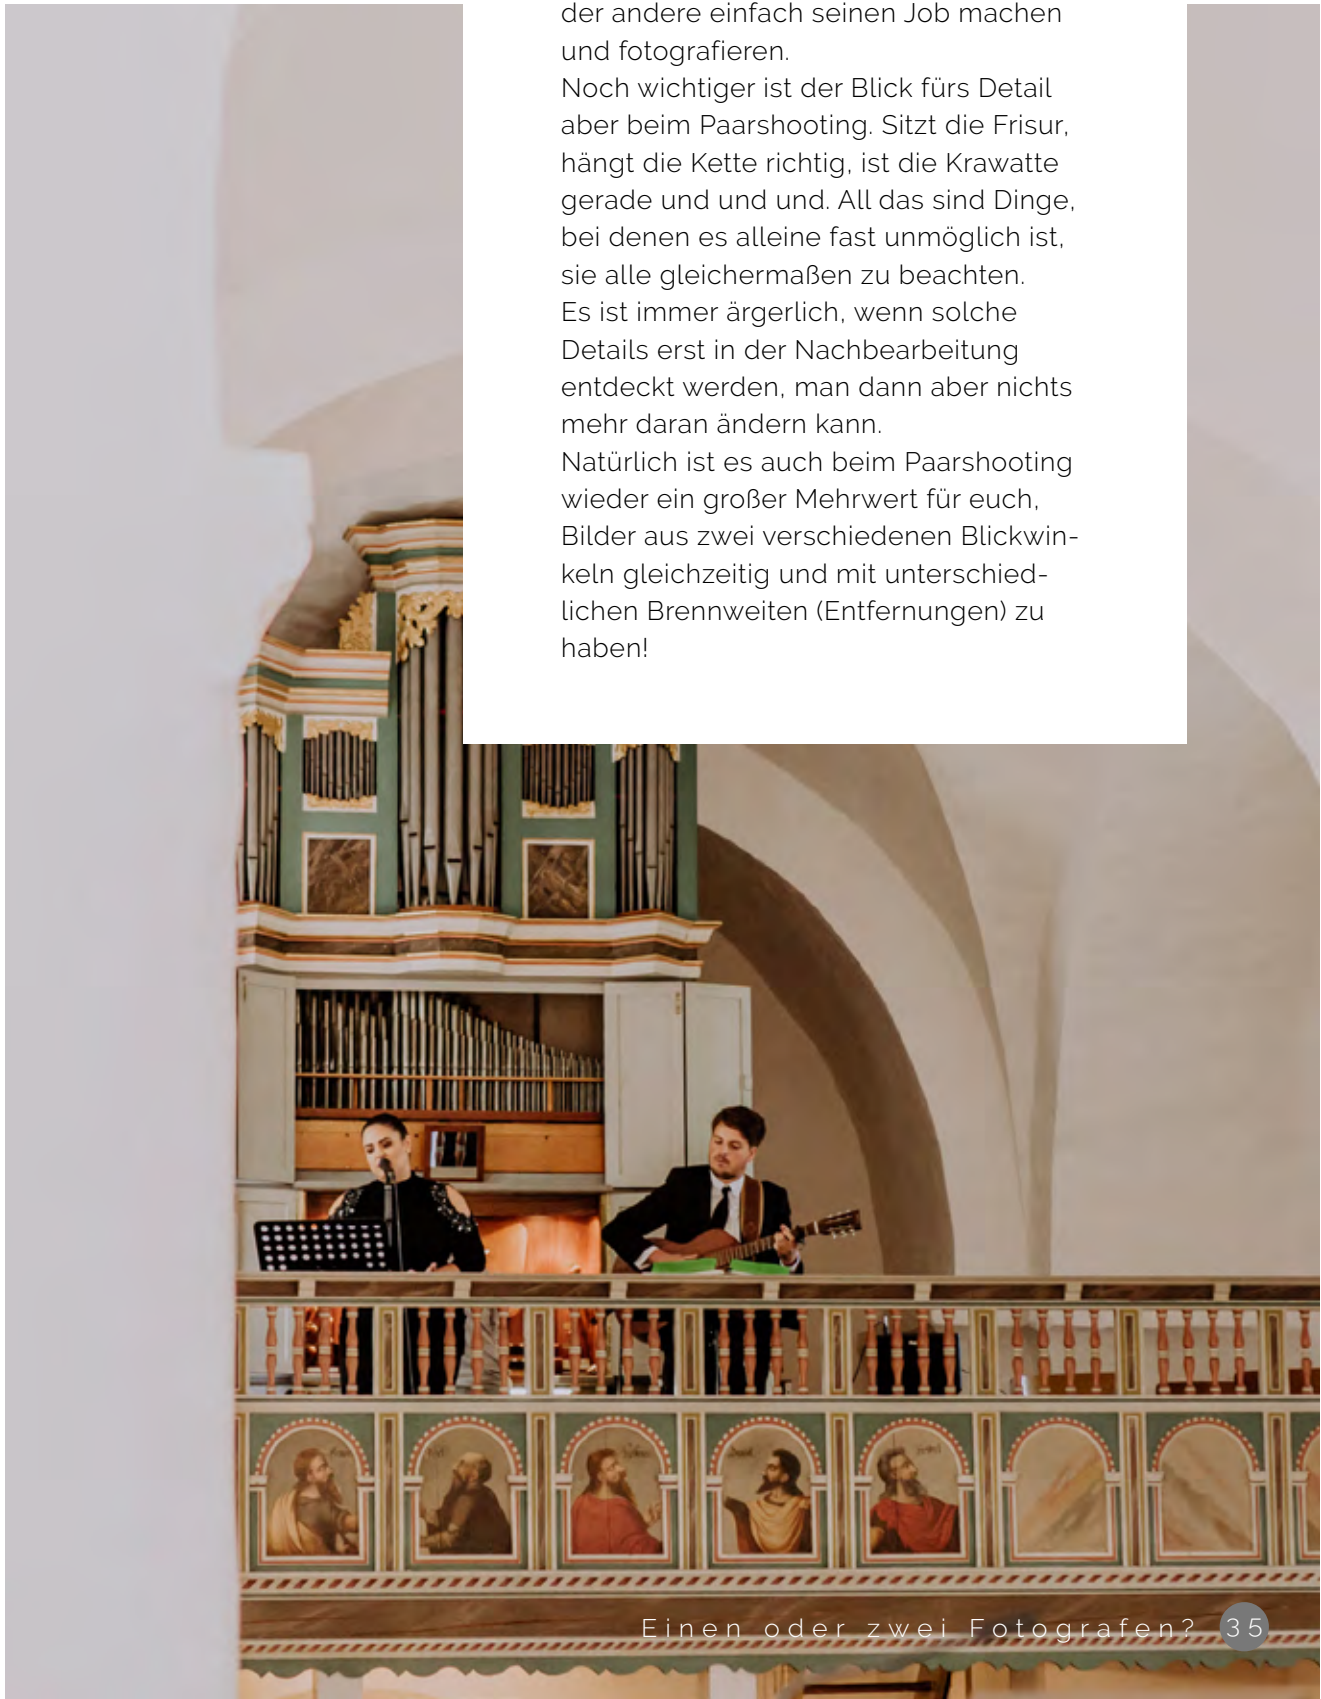 der andere einfach seinen Job machen
und fotografieren.
Noch wichtiger ist der Blick fürs Detail
aber beim Paarshooting. Sitzt die Frisur,
hängt die Kette richtig, ist die Krawatte
gerade und und und. All das sind Dinge,
bei denen es alleine fast unmöglich ist,
sie alle gleichermaßen zu beachten.
Es ist immer ärgerlich, wenn solche
Details erst in der Nachbearbeitung
entdeckt werden, man dann aber nichts
mehr daran ändern kann.
Natürlich ist es auch beim Paarshooting
wieder ein großer Mehrwert für euch,
Bilder aus zwei verschiedenen Blickwin-
keln gleichzeitig und mit unterschied-
lichen Brennweiten (Entfernungen) zu
haben!
Einen oder zwei Fotografen? 35